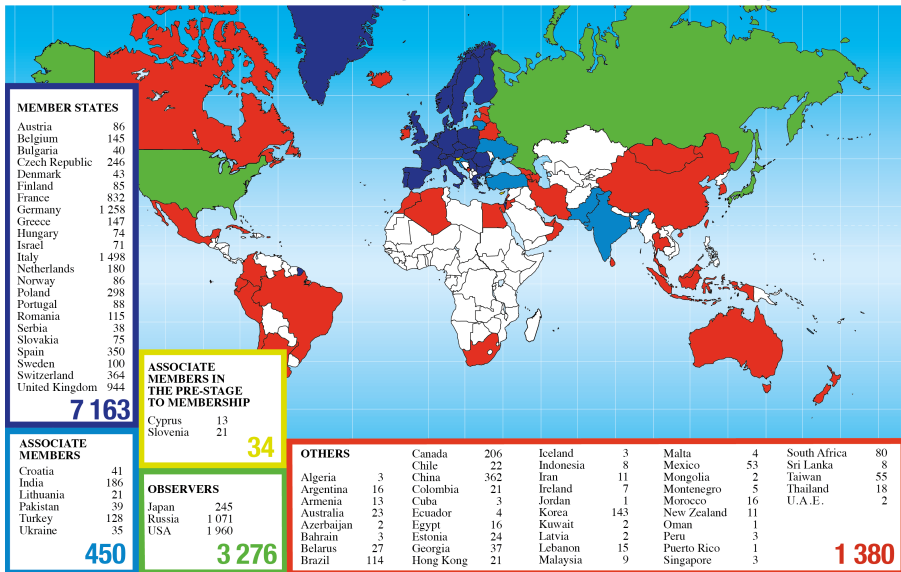 MEMBER STATES
Austria 86
Belgium 145
Bulgaria 40
Czech Republic 246
Denmark 43
Finland 85
France 832
Germany 1 258
Greece 147
Hungary 74
Israel 71
Italy 1 498
Netherlands 180
Norway 86
Poland 298
Portugal 88
Romania 115
Serbia 38
Slovakia 75
Spain 350
Sweden 100
Switzerland 364
United Kingdom 944
7 163
ASSOCIATE
MEMBERS
Croatia 41
India 186
Lithuania 21
Pakistan 39
Turkey 128
Ukraine 35
450
ASSOCIATE
MEMBERS IN
THE PRE-STAGE
TO MEMBERSHIP
Cyprus 13
Slovenia 21
34
OBSERVERS
Japan 245
Russia 1 071
USA 1 960
3 276
OTHERS
Algeria 3
Argentina 16
Armenia 13
Australia 23
Azerbaijan 2
Bahrain 3
Belarus 27
Brazil 114
Canada 206
Chile 22
China 362
Colombia 21
Cuba 3
Ecuador 4
Egypt 16
Estonia 24
Georgia 37
Hong Kong 21
Iceland 3
Indonesia 8
Iran 11
Ireland 7
Jordan 1
Korea 143
Kuwait 2
Latvia 2
Lebanon 15
Malaysia 9
Malta 4
Mexico 53
Mongolia 2
Montenegro 5
Morocco 16
New Zealand 11
Oman 1
Peru 3
Puerto Rico 1
Singapore 3
South Africa 80
Sri Lanka 8
Taiwan 55
Thailand 18
U.A.E. 2
1 380